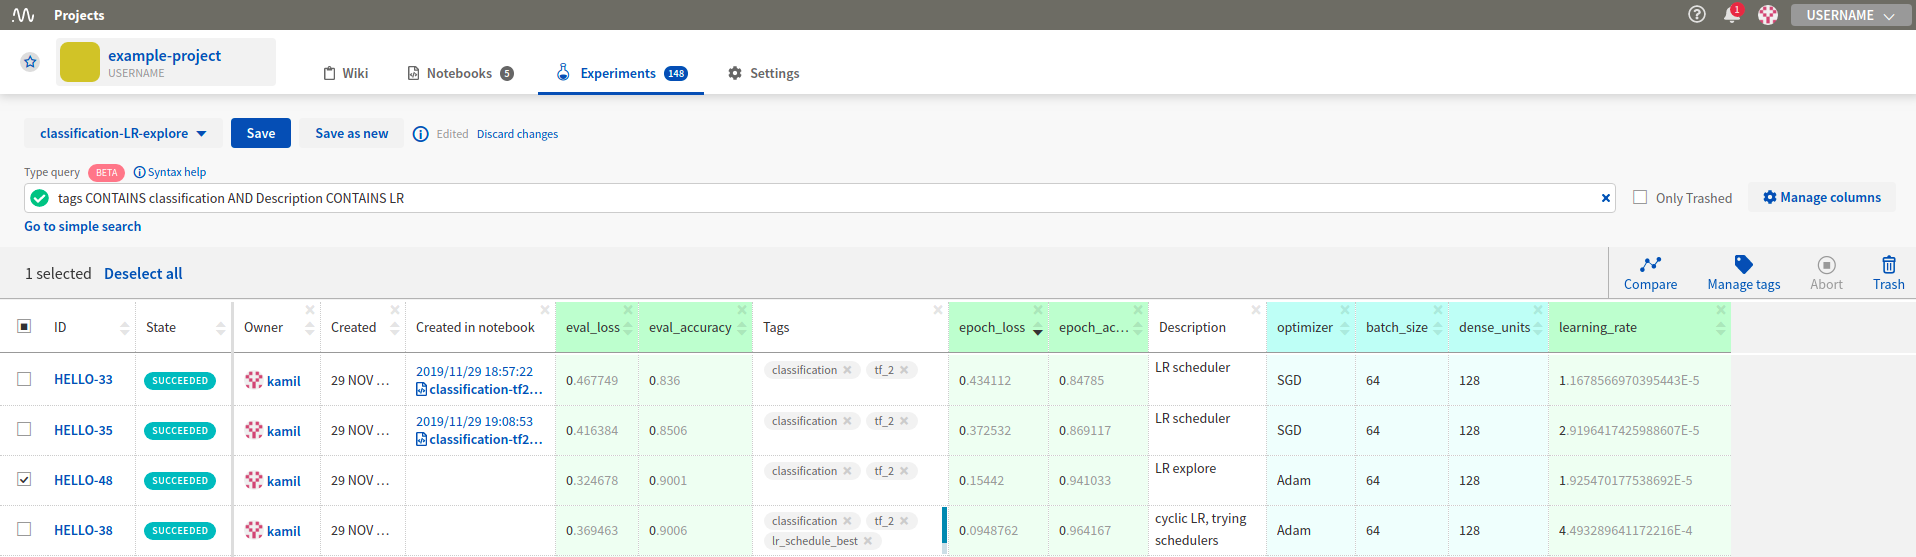 Projects
1
USERNAME
example-project
USERNAME
Wiki
Notebooks 5
Experiments 148
Settings
classification-LR-explore
Save
Save as new
Edited
Discard changes
Type query
BETA
Syntax help
tags CONTAINS classification AND Description CONTAINS LR
Only Trashed
Manage columns
Go to simple search
1 selected
Deselect all
Compare
Manage tags
Abort
Trash
ID State Owner Created Created in notebook eval_loss eval_accuracy Tags epoch_loss epoch_ac... Description optimizer batch_size dense_units learning_rate
HELLO-33 SUCCEEDED kamil 29 NOV ... 2019/11/29 18:57:22 classification-tf2... 0.467749 0.836 classification tf_2 0.434112 0.84785 LR scheduler SGD 64 128 1.1678566970395443E-5
HELLO-35 SUCCEEDED kamil 29 NOV ... 2019/11/29 19:08:53 classification-tf2... 0.416384 0.8506 classification tf_2 0.372532 0.869117 LR scheduler SGD 64 128 2.9196417425988607E-5
HELLO-48 SUCCEEDED kamil 29 NOV ... 0.324678 0.9001 classification tf_2 0.15442 0.941033 LR explore Adam 64 128 1.925470177538692E-5
HELLO-38 SUCCEEDED kamil 29 NOV ... 0.369463 0.9006 classification tf_2 lr_schedule_best 0.0948762 0.964167 cyclic LR, trying schedulers Adam 64 128 4.493289641172216E-4